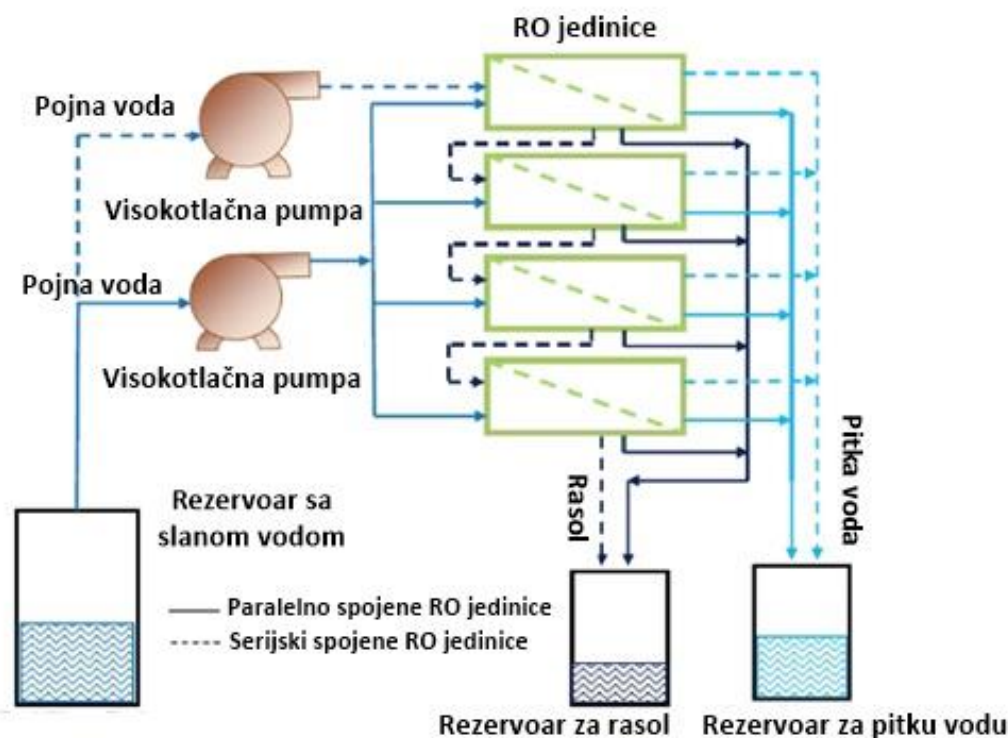 RO jedinice
Pojna voda
Visokotlačna pumpa
Pojna voda
Visokotlačna pumpa
Rezervoar sa
slanom vodom
Paralelno spojene RO jedinice
Serijski spojene RO jedinice
Rasol
Pitka voda
Rezervoar za rasol
Rezervoar za pitku vodu